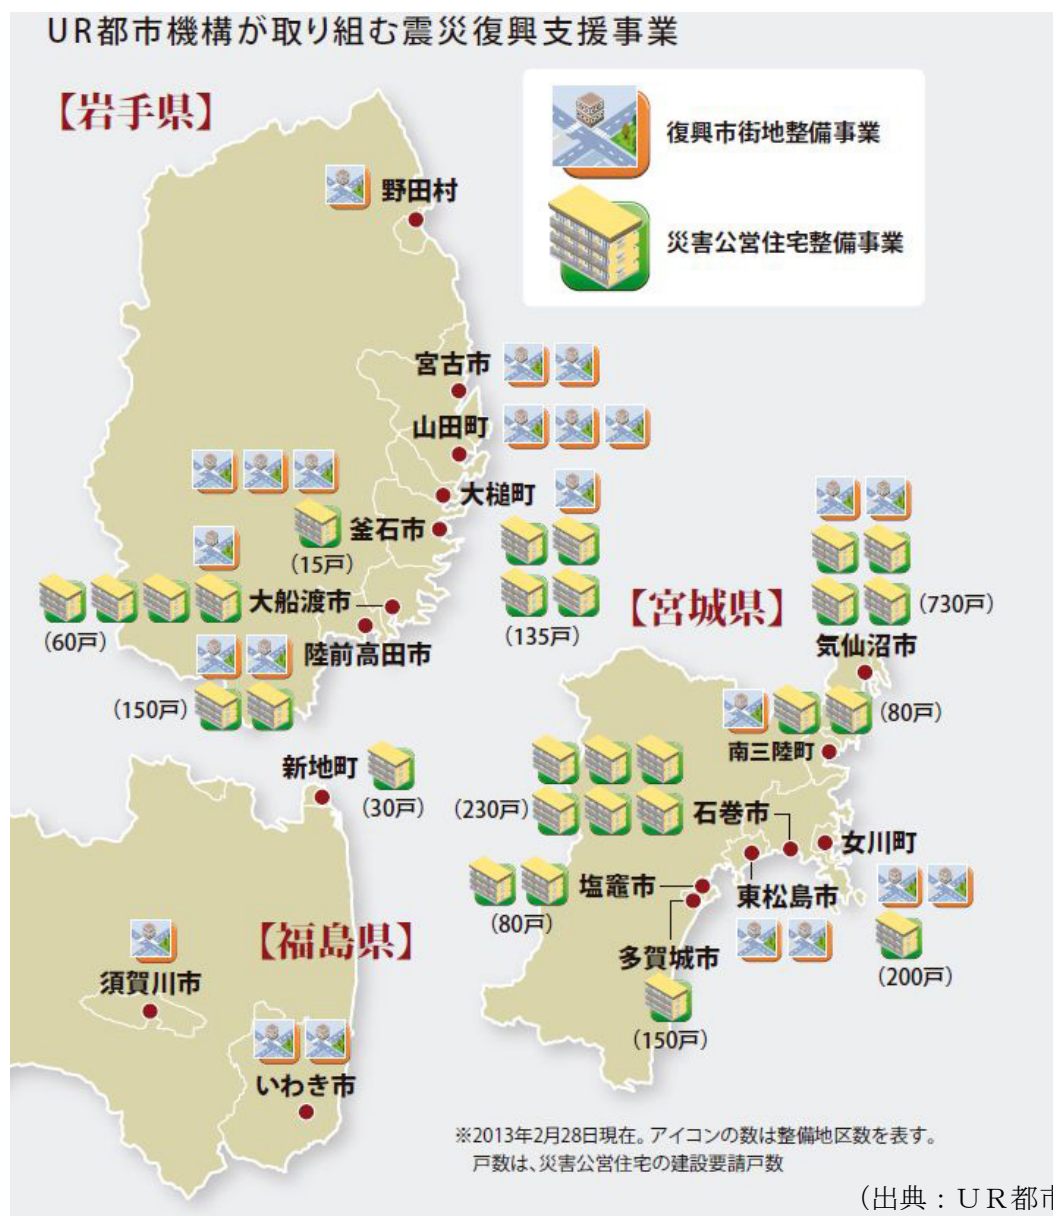 UR都市機構が取り組む震災復興支援事業
【岩手県】
復興市街地整備事業
災害公営住宅整備事業
野田村
宮古市
山田町
大槌町
(135戸)
釜石市
(15戸)
大船渡市
(60戸)
陸前高田市
(150戸)
【宮城県】
(730戸)
気仙沼市
(80戸)
南三陸町
(230戸)
石巻市
女川町
(200戸)
東松島市
塩竈市
(80戸)
多賀城市
(150戸)
【福島県】
新地町
(30戸)
須賀川市
いわき市
※2013年2月28日現在。アイコンの数は整備地区数を表す。
戸数は、災害公営住宅の建設要請戸数
(出典:UR都市